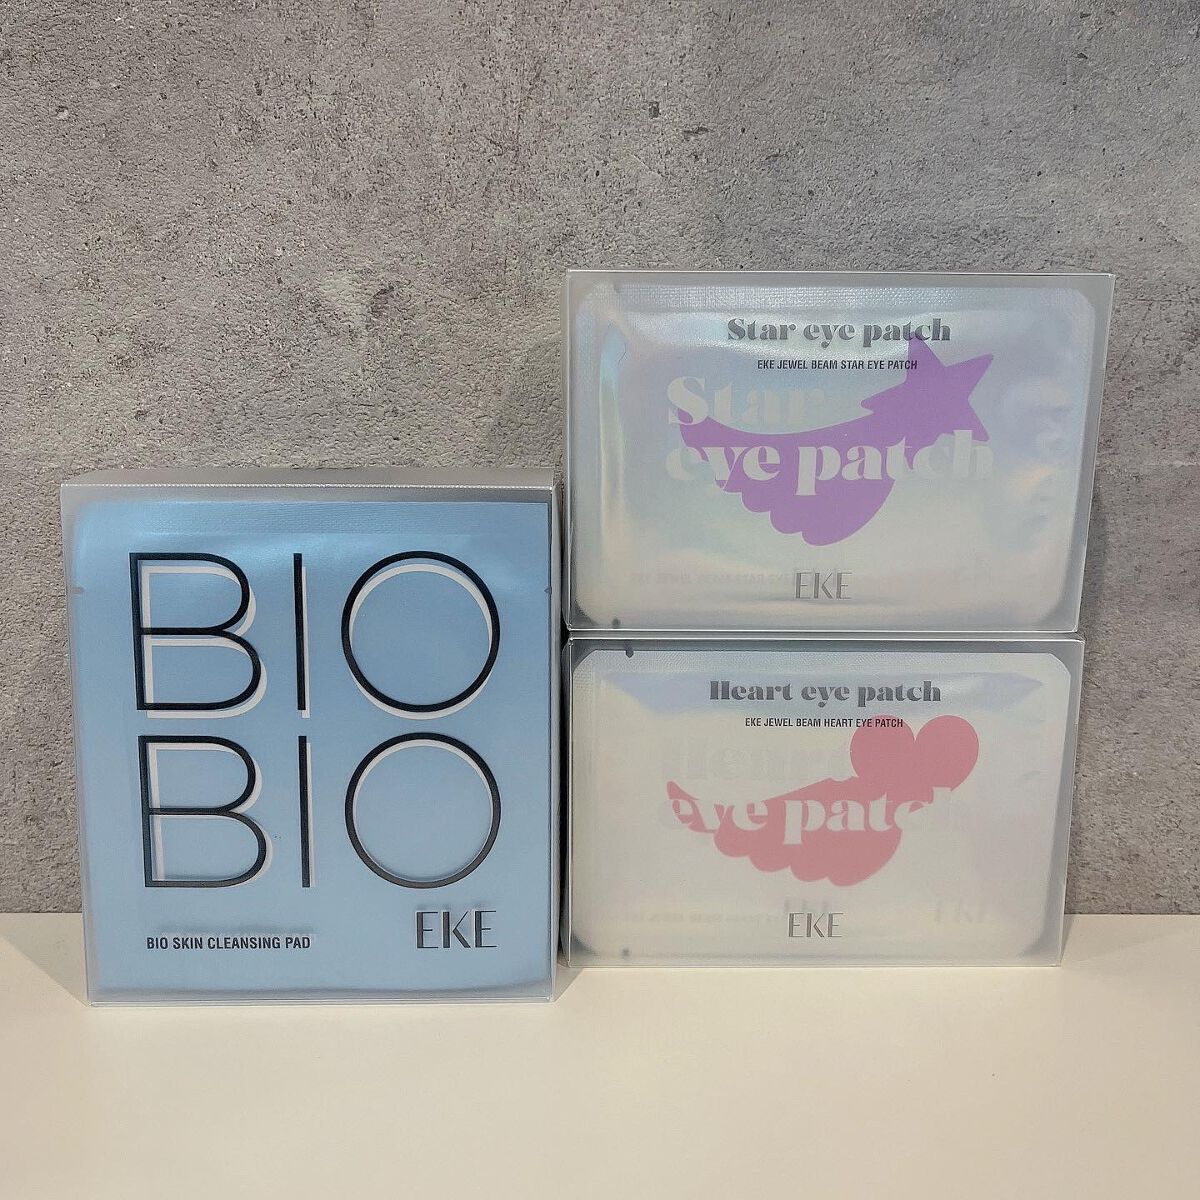 BIO
BIO
BIO SKIN CLEANSING PAD
EKE
Star eye patch
EKE JEWEL BEAM STAR EYE PATCH
Star
eye patch
EKE
Heart eye patch
EKE JEWEL BEAM HEART EYE PATCH
Heart
eye patch
EKE